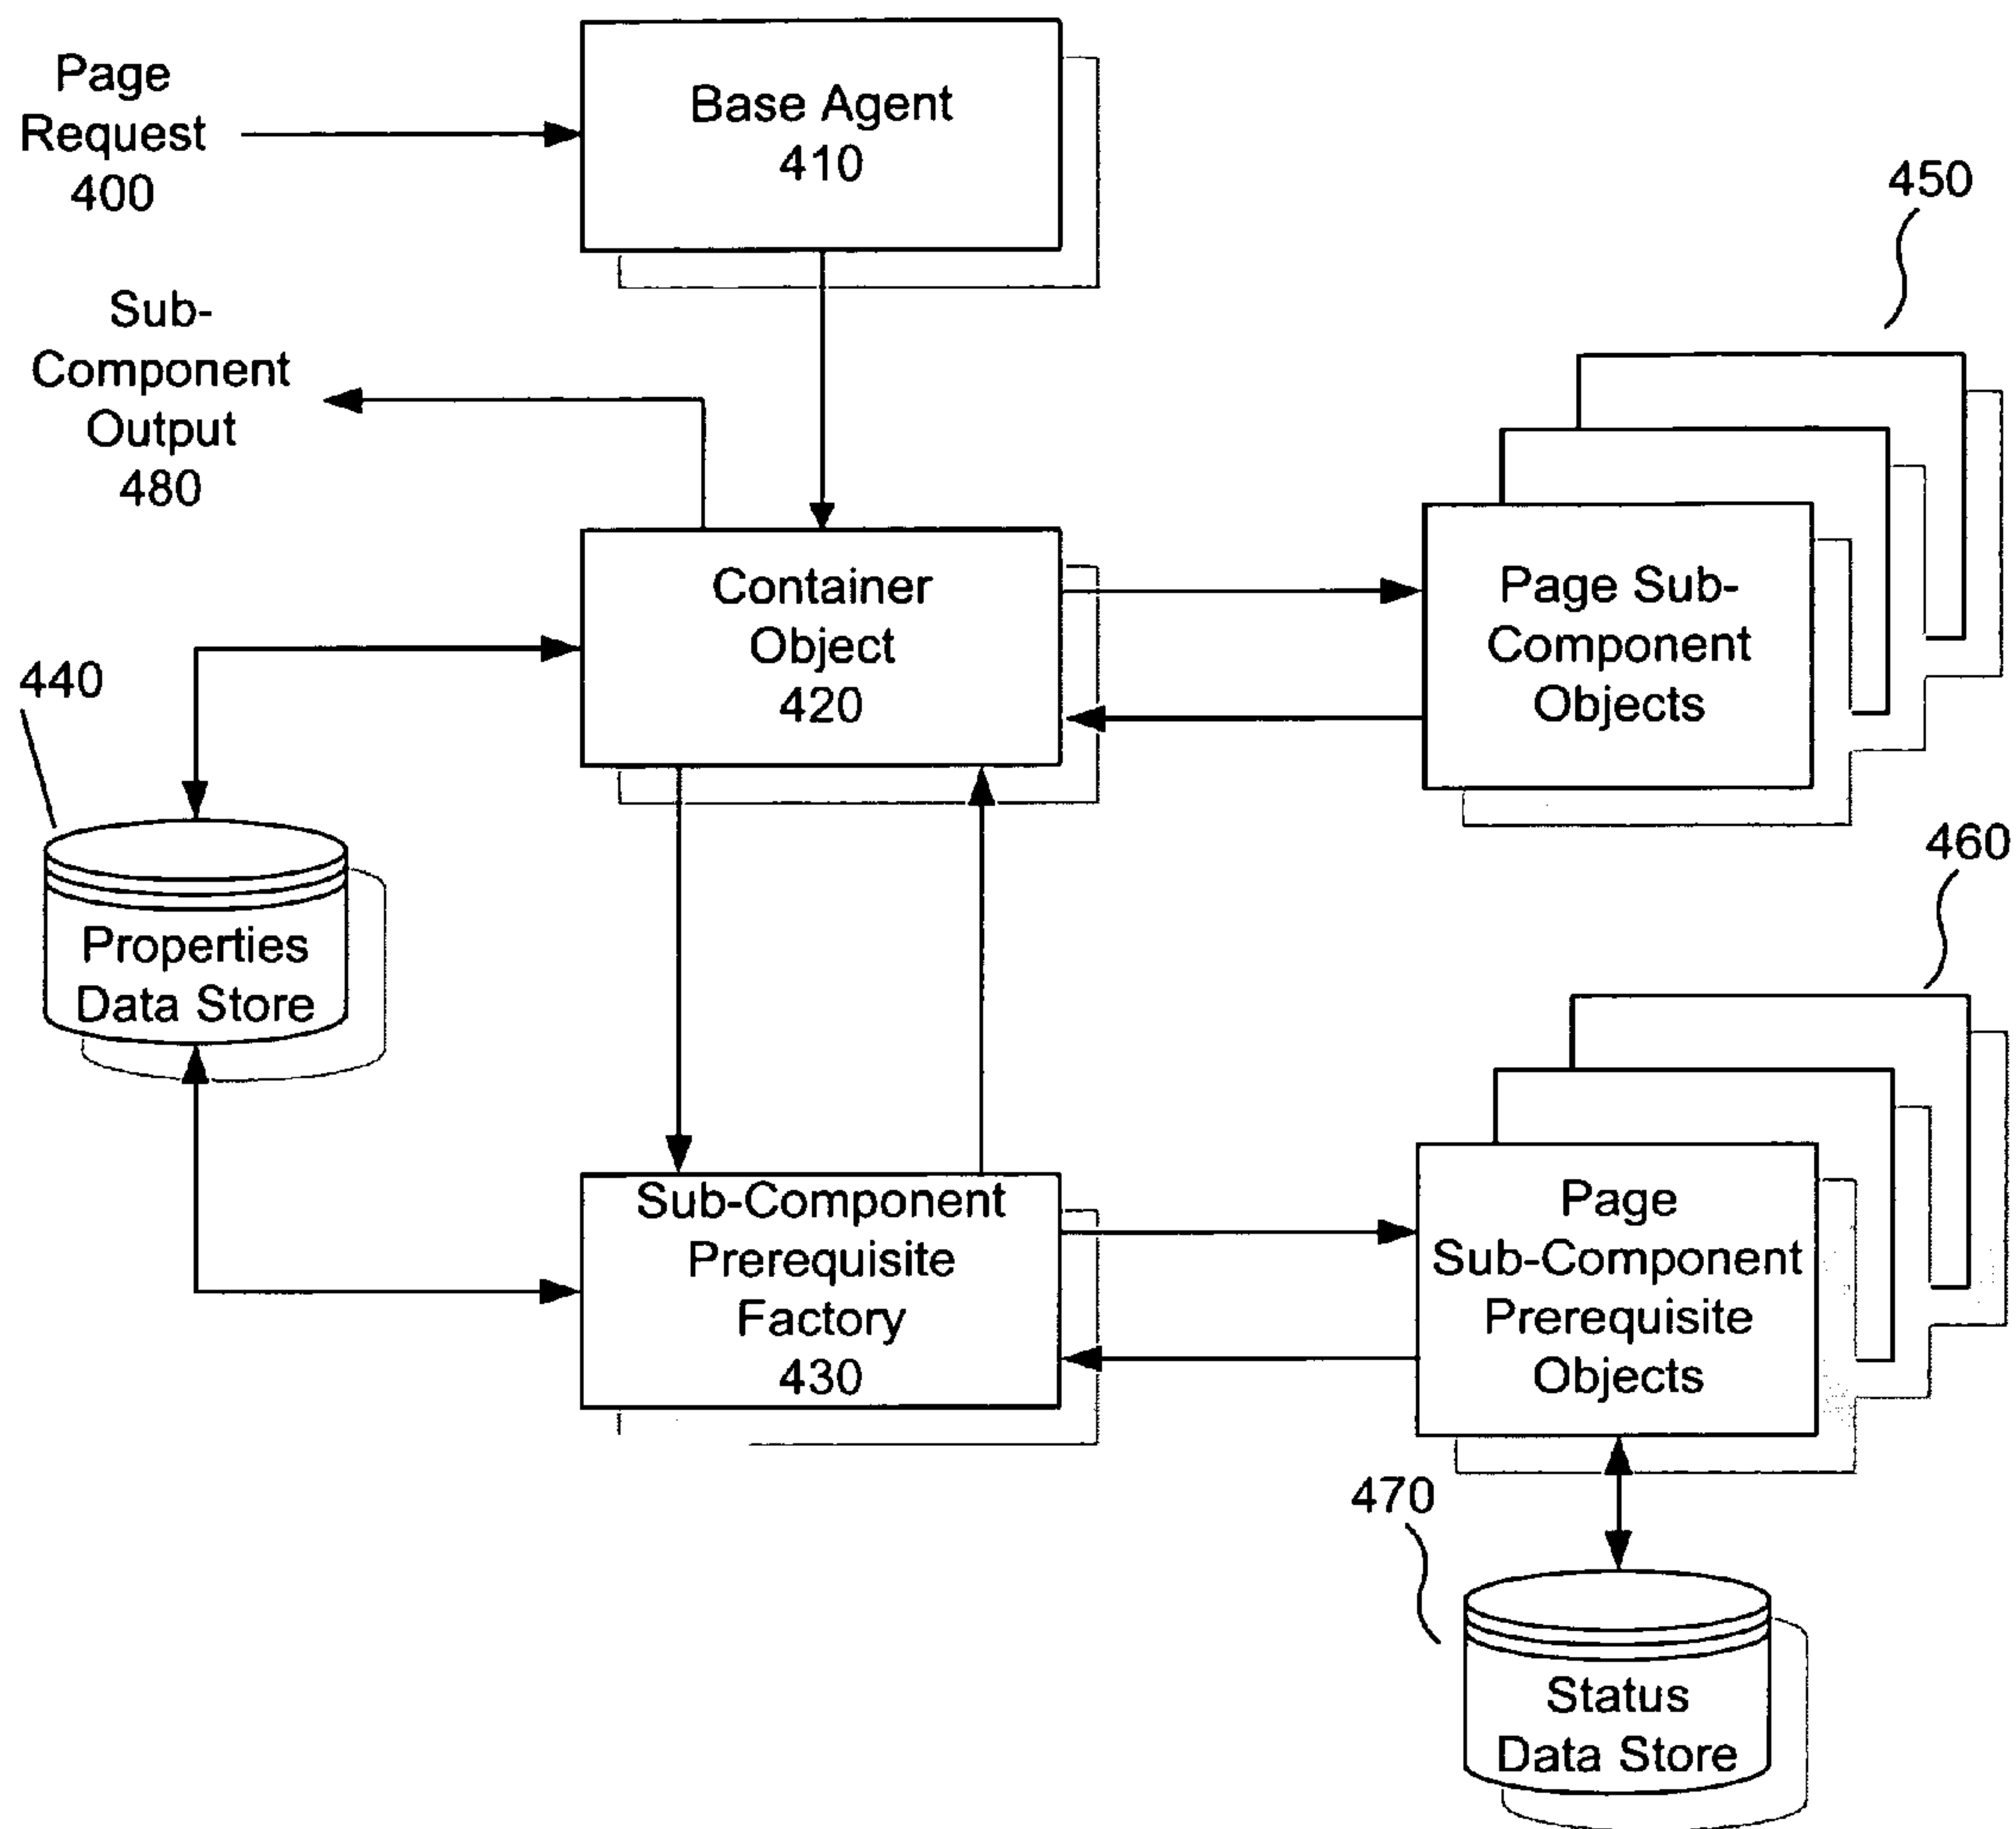 Page
Request
400
Base Agent
410
450
Sub-
Component
Output
480
Container
Object
420
Page Sub-
Component
Objects
440
Properties
Data Store
460
Sub-Component
Prerequisite
Factory
430
Page
Sub-Component
Prerequisite
Objects
470
Status
Data Store